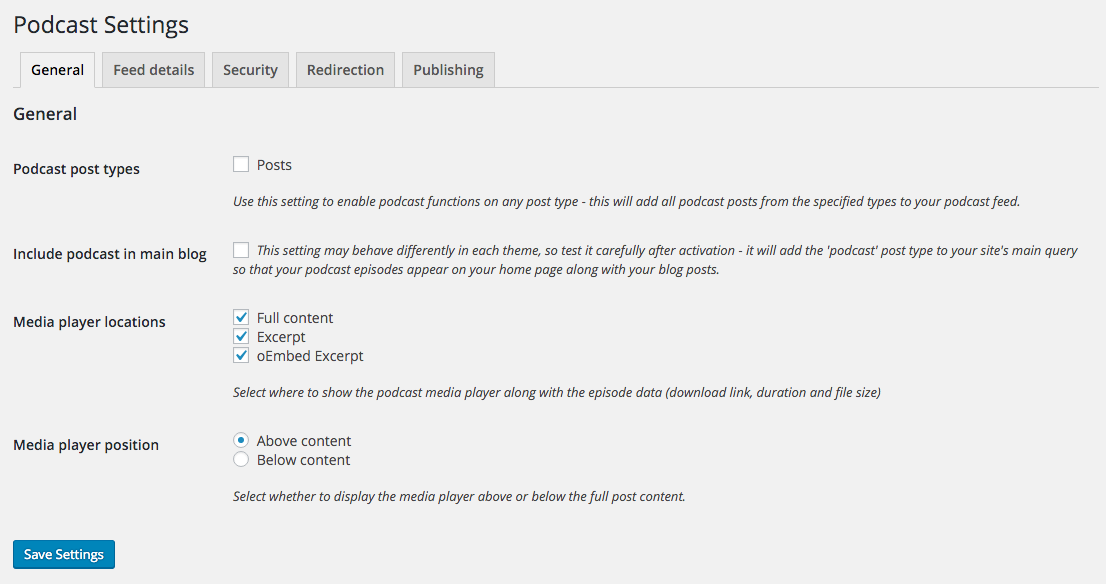 Podcast Settings
General Feed details Security Redirection Publishing
General
Podcast post types
Posts
Use this setting to enable podcast functions on any post type - this will add all podcast posts from the specified types to your podcast feed.
Include podcast in main blog
This setting may behave differently in each theme, so test it carefully after activation - it will add the 'podcast' post type to your site's main query
so that your podcast episodes appear on your home page along with your blog posts.
Media player locations
Full content
Excerpt
oEmbed Excerpt
Select where to show the podcast media player along with the episode data (download link, duration and file size)
Media player position
Above content
Below content
Select whether to display the media player above or below the full post content.
Save Settings